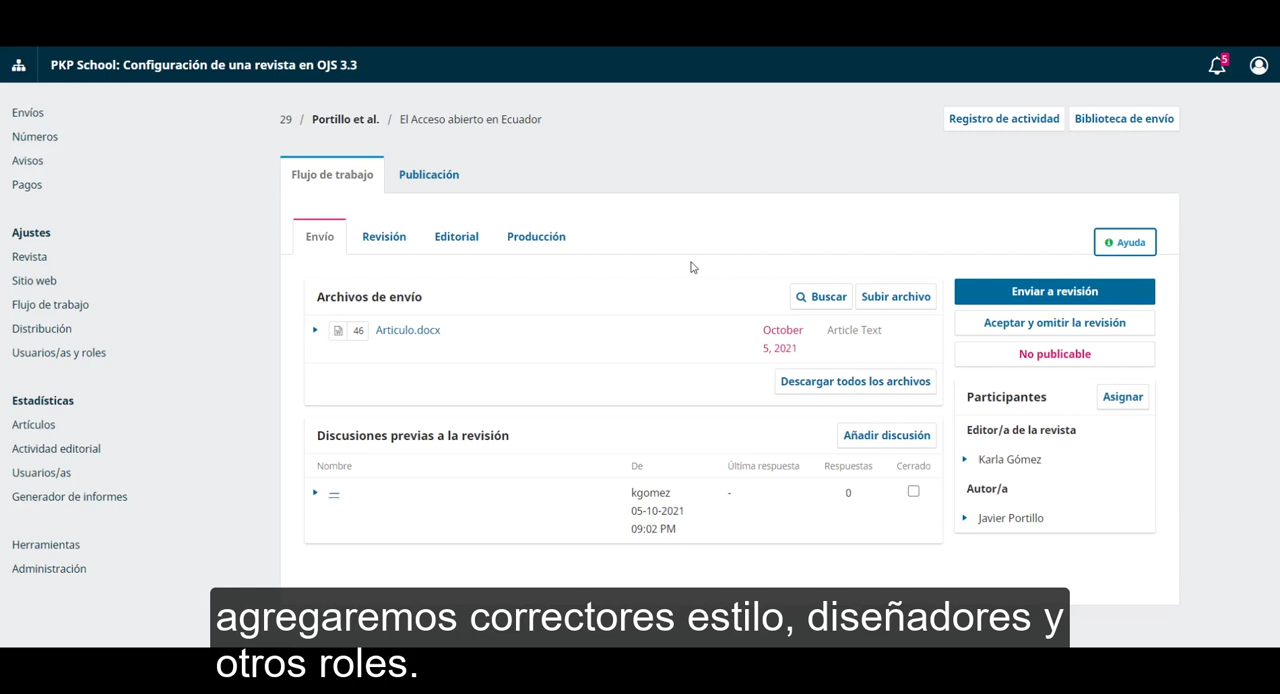 PKP School: Configuración de una revista en OJS 3.3
5
Envíos
Números
Avisos
Pagos
Ajustes
Revista
Sitio web
Flujo de trabajo
Distribución
Usuarios/as y roles
Estadísticas
Artículos
Actividad editorial
Usuarios/as
Generador de informes
Herramientas
Administración
29 / Portillo et al. / El Acceso abierto en Ecuador
Registro de actividad
Biblioteca de envío
Flujo de trabajo
Publicación
Envío
Revisión
Editorial
Producción
Ayuda
Archivos de envío
Buscar
Subir archivo
46 Articulo.docx
October
5, 2021
Article Text
Descargar todos los archivos
Discusiones previas a la revisión
Añadir discusión
Nombre
De
Última respuesta
Respuestas
Cerrado
—
kgomez
05-10-2021
09:02 PM
-
0
Enviar a revisión
Aceptar y omitir la revisión
No publicable
Participantes
Asignar
Editor/a de la revista
Karla Gómez
Autor/a
Javier Portillo
agregaremos correctores estilo, diseñadores y
otros roles.